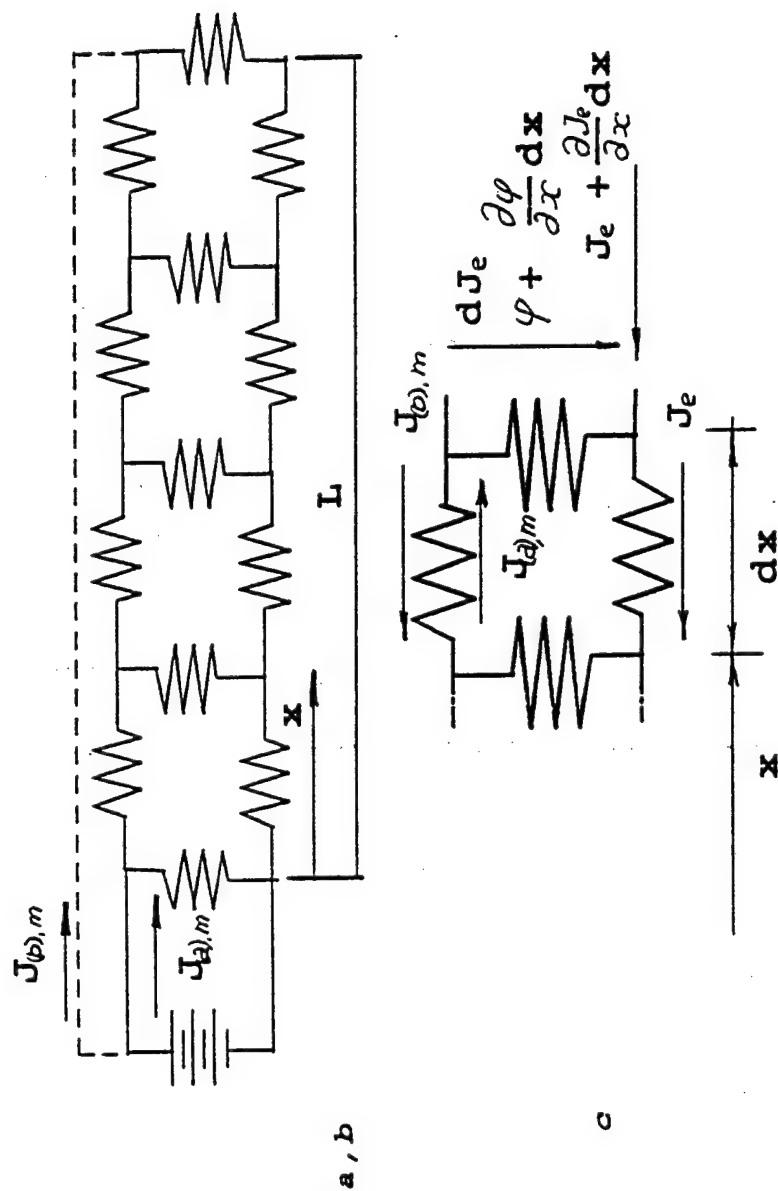 J(b),m
J(a),m
x
L
a, b
J(b),m
J(a),m
dJe
φ + ∂φ/∂x dx
Je + ∂Je/∂x dx
Je
x
dx
c